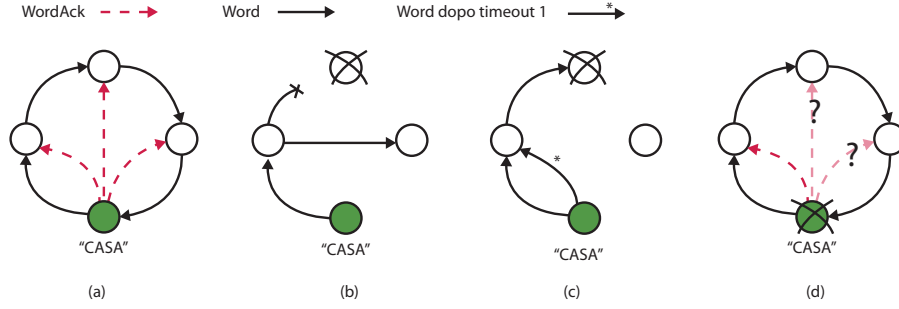 WordAck Word Word dopo timeout 1 *
? ?
*
“CASA” “CASA” “CASA” “CASA”
(a) (b) (c) (d)